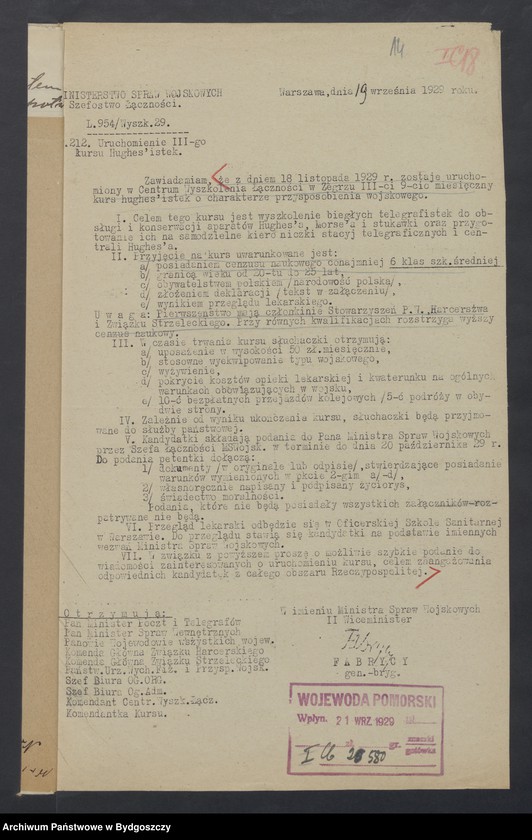 14
MINISTERSTWO SPRAW WOJSKOWYCH
Szefostwo Łączności.
Warszawa, dnia 19 września 1929 roku.
L.954/Wyszk.29.
.212. Uruchomienie III-go
kursu Hughes'istek.
Zawiadamiam, że z dniem 18 listopada 1929 r. zostaje urucho-
miony w Centrum Wyszkolenia Łączności w Zegrzu III-ci 9-cio miesięczny
kurs hughes'istek o charakterze przysposobienia wojskowego.
I. Celem tego kursu jest wyszkolenie biegłych telegrafistek do ob-
sługi i konserwacji aparatów Hughes'a, Morse'a i stukawki oraz przygo-
towanie ich na samodzielne kierowniczki stacyj telegraficznych i cen-
trali Hughes'a.
II. Przyjęcie na kurs uwarunkowane jest:
a/ posiadaniem cenzusu naukowego conajmniej 6 klas szk.średniej
b/ granicą wieku od 20-tu do 25 lat,
c/ obywatelstwem polskiem /narodowość polska/,
d/ złożeniem deklaracji /tekst w załączeniu/,
e/ wynikiem przeglądu lekarskiego.
U w a g a: Pierwszeństwo mają członkinie Stowarzyszeń P.W., Harcerstwa
i Związku Strzeleckiego. Przy równych kwalifikacjach rozstrzyga wyższy
cenzus naukowy.
III. W czasie trwania kursu słuchaczki otrzymują:
a/ uposażenie w wysokości 50 zł.miesięcznie,
b/ stosowne wyekwipowanie typu wojskowego,
c/ wyżywienie,
d/ pokrycie kosztów opieki lekarskiej i kwaterunku na ogólnych
warunkach obowiązujących w wojsku,
e/ 10-ć bezpłatnych przejazdów kolejowych /5-ć podróży w oby-
dwie strony.
IV. Zależnie od wyniku ukończenia kursu, słuchaczki będą przyjmo-
wane do służby państwowej.
V. Kandydatki składają podania do Pana Ministra Spraw Wojskowych
przez Szefa Łączności MSWojsk. w terminie do dnia 20 października 29 r.
Do podania petentki dołączą:
1/ dokumenty /w oryginale lub odpisie/, stwierdzające posiadanie
warunków wymienionych w pkcie 2-gim a/-d/,
2/ własnoręcznie napisany i podpisany życiorys,
3/ świadectwo moralności.
Podania, które nie będą posiadały wszystkich załączników-roz-
patrywane nie będą.
VI. Przegląd lekarski odbędzie się w Oficerskiej Szkole Sanitarnej
w Warszawie. Do przeglądu stawią się kandydatki na podstawie imiennych
wezwań Ministra Spraw Wojskowych.
VII. W związku z powyższem proszę o możliwie szybkie podanie do
wiadomości zainteresowanych o uruchomieniu kursu, celem zaangażowania
odpowiednich kandydatek z całego obszaru Rzeczypospolitej.
O t r z y m u j ą :
Pan Minister Poczt i Telegrafów
Pan Minister Spraw Wewnętrznych
Panowie Wojewodowie wszystkich wojew.
Komenda Główna Związku Harcerskiego
Komenda Główna Związku Strzeleckiego
Państw.Urz.Wych.Fiz. i Przysp.Wojsk.
Szef Biura Og.Org.
Szef Biura Og.Adm.
Komendant Centr.Wyszk.Łącz.
Komendantka Kursu.
W imieniu Ministra Spraw Wojskowych
II Wiceminister
F A B R Y C Y
gen.-bryg.
WOJEWODA POMORSKI
Wpłyn. 21 WRZ.1929
zł. gr. znaczki
gotówka
Archiwum Państwowe w Bydgoszczy